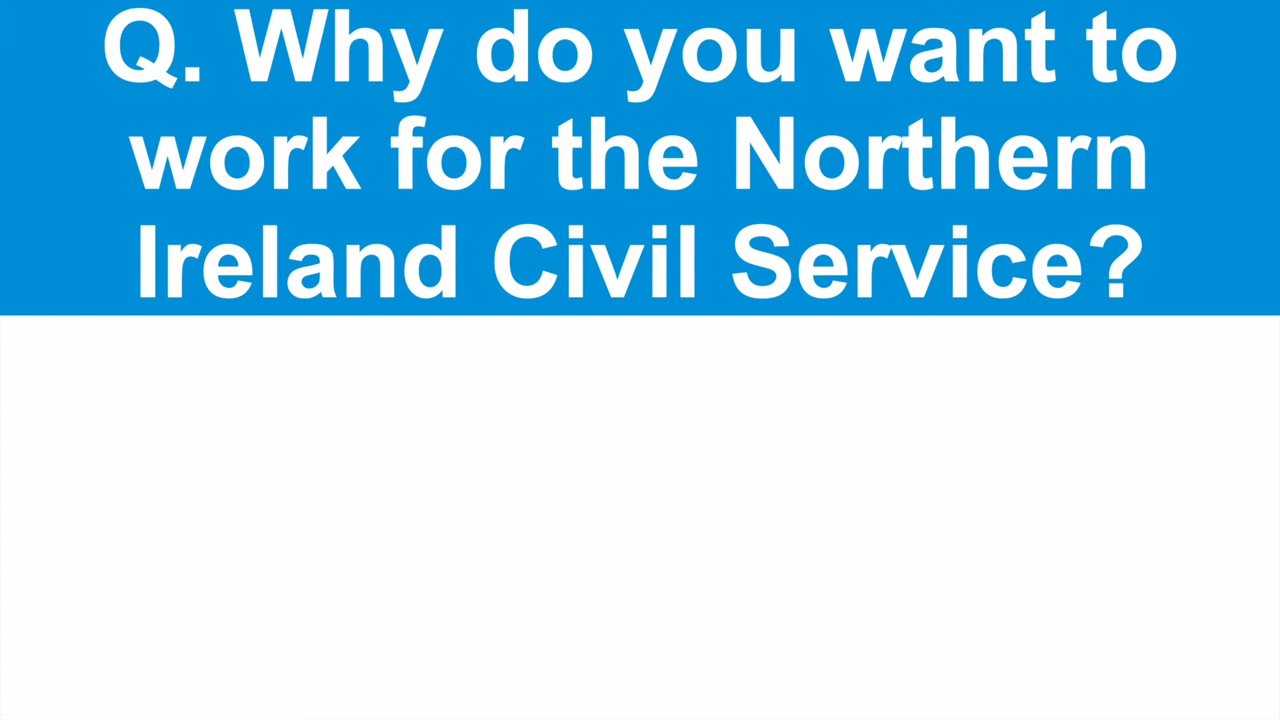 Q. Why do you want to
work for the Northern
Ireland Civil Service?